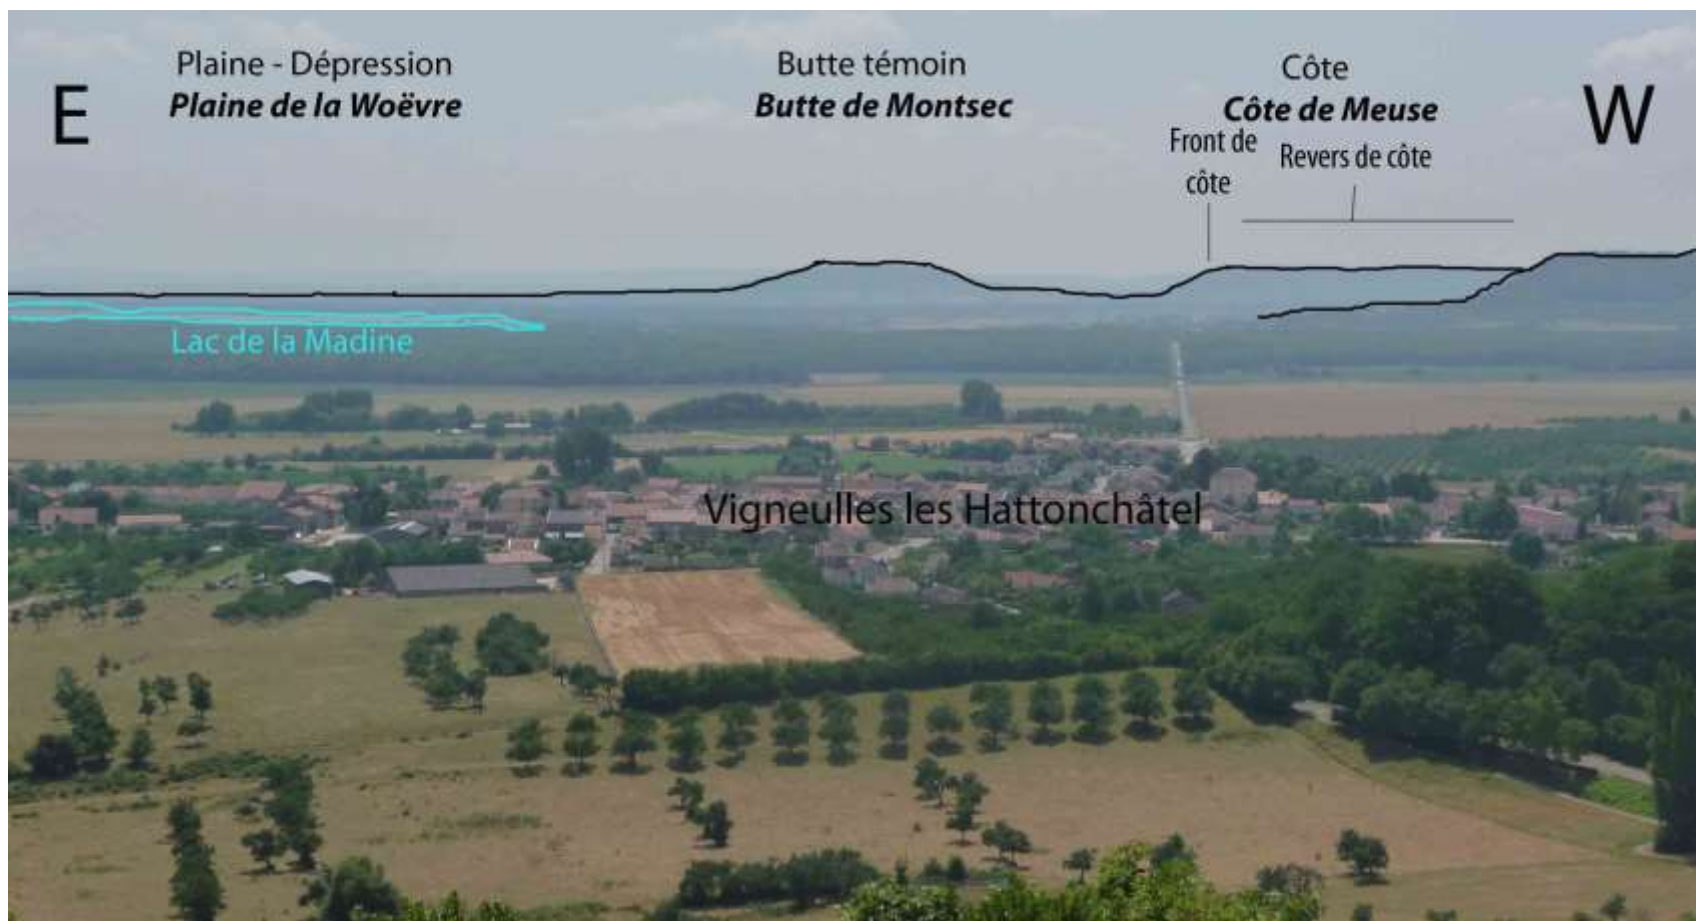 E
Plaine - Dépression
Plaine de la Woëvre
Butte témoin
Butte de Montsec
Côte
Côte de Meuse
W
Front de
côte
Revers de côte
Lac de la Madine
Vigneulles les Hattonchâtel